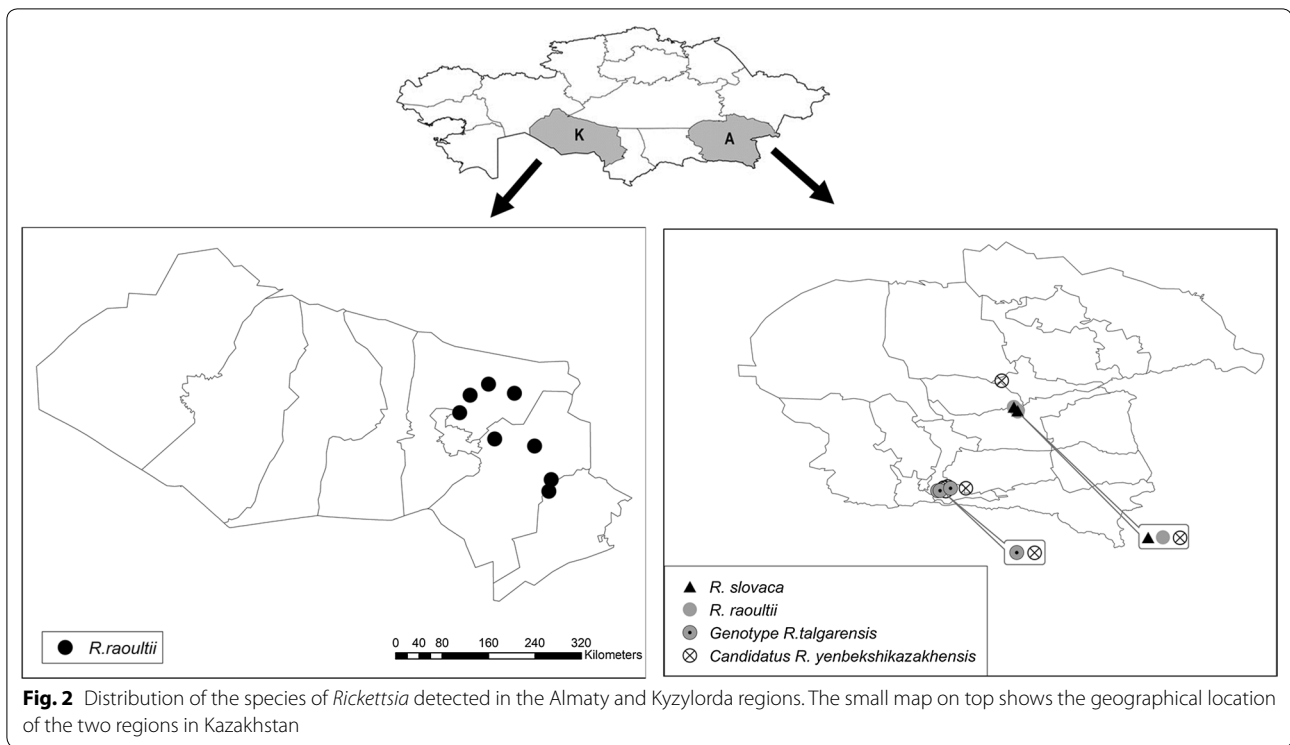 K
A
R.raoultii
0 40 80 160 240 320
Kilometers
R. slovaca
R. raoultii
Genotype R.talgarensis
Candidatus R. yenbekshikazakhensis
Fig. 2 Distribution of the species of Rickettsia detected in the Almaty and Kyzylorda regions. The small map on top shows the geographical location
of the two regions in Kazakhstan